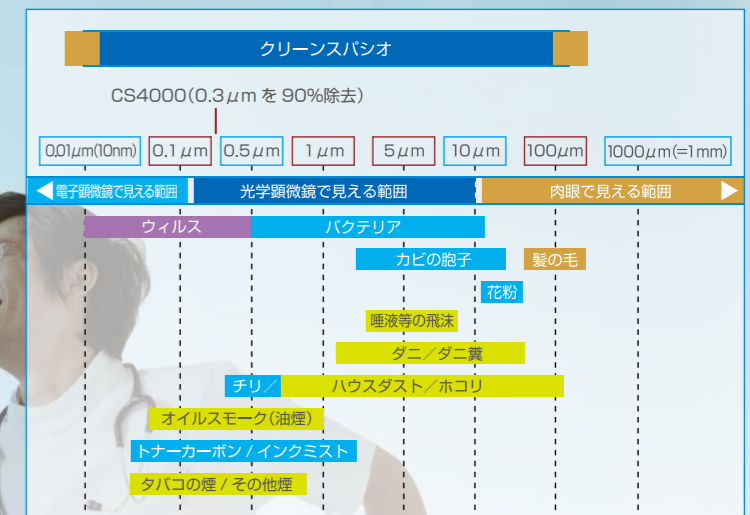 クリーンスパシオ
CS4000(0.3μmを90%除去)
0.01μm(10nm) 0.1μm 0.5μm 1μm 5μm 10μm 100μm 1000μm(=1mm)
電子顕微鏡で見える範囲 光学顕微鏡で見える範囲 肉眼で見える範囲
ウィルス バクテリア
カビの胞子 髪の毛
花粉
唾液等の飛沫
ダニ／ダニ糞
チリ／ ハウスダスト／ホコリ
オイルスモーク(油煙)
トナーカーボン / インクミスト
タバコの煙 / その他煙